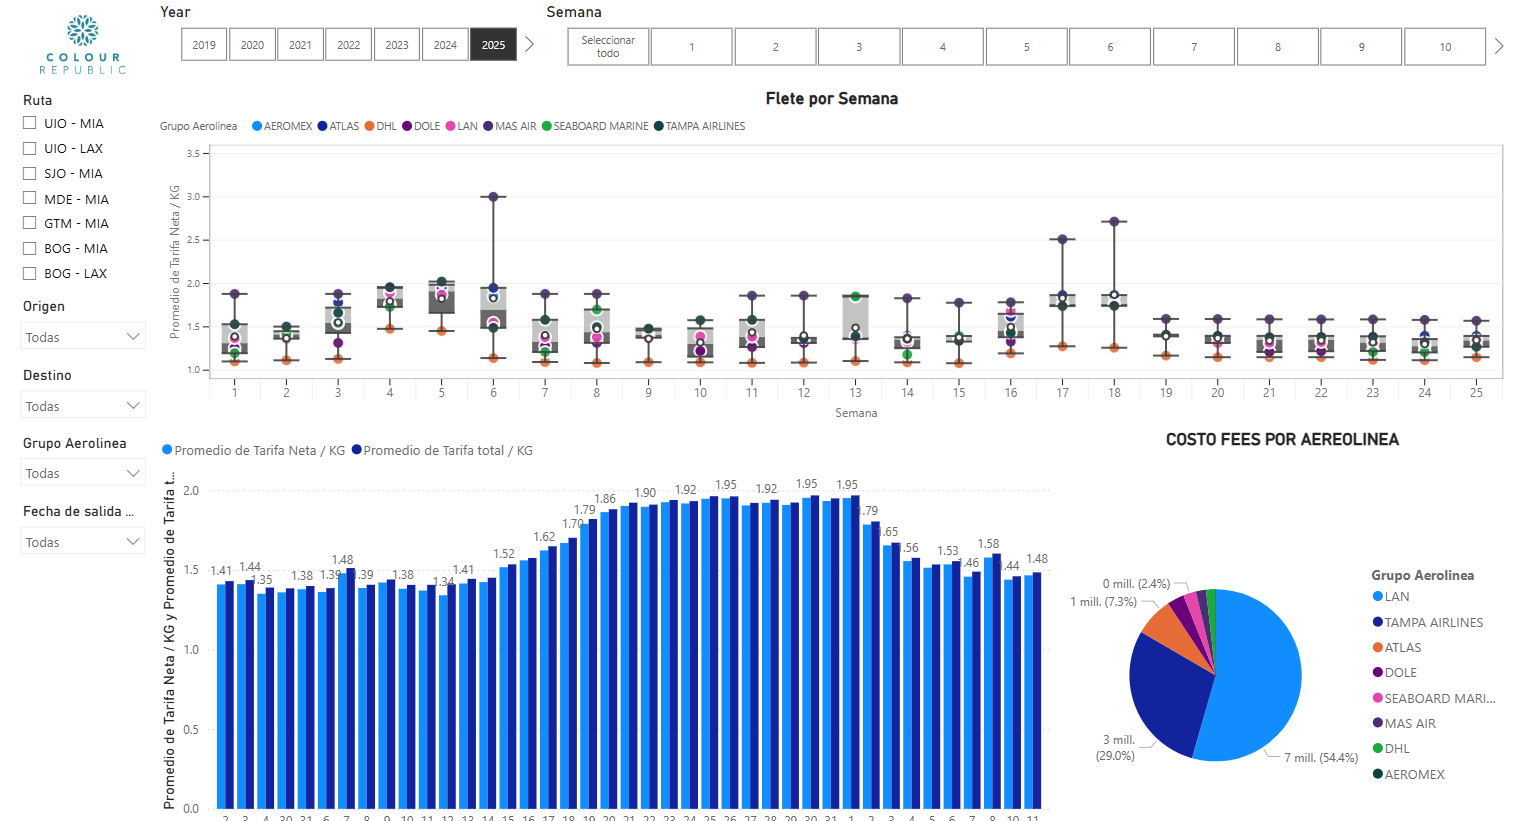 COLOUR
REPUBLIC
Year
2019 2020 2021 2022 2023 2024 2025
Semana
Seleccionar
todo
1 2 3 4 5 6 7 8 9 10
Ruta
UIO - MIA
UIO - LAX
SJO - MIA
MDE - MIA
GTM - MIA
BOG - MIA
BOG - LAX
Origen
Todas
Destino
Todas
Grupo Aerolinea
Todas
Fecha de salida ...
Todas
Flete por Semana
Grupo Aerolinea AEROMEX ATLAS DHL DOLE LAN MAS AIR SEABOARD MARINE TAMPA AIRLINES
Promedio de Tarifa Neta / KG
3.5
3.0
2.5
2.0
1.5
1.0
1 2 3 4 5 6 7 8 9 10 11 12 13 14 15 16 17 18 19 20 21 22 23 24 25
Semana
Promedio de Tarifa Neta / KG Promedio de Tarifa total / KG
Promedio de Tarifa Neta / KG y Promedio de Tarifa t...
2.0
1.5
1.0
0.5
0.0
1.41 1.44 1.35 1.38 1.39 1.48 1.39 1.38 1.34 1.41 1.52 1.62 1.70 1.79 1.86 1.90 1.92 1.95 1.92 1.95 1.95 1.79 1.65 1.56 1.53 1.46 1.58 1.44 1.48
2 3 4 30 31 6 7 8 9 10 11 12 13 14 15 16 17 18 19 20 21 22 23 24 25 26 27 28 29 30 31 1 2 3 4 5 6 7 8 10 11
COSTO FEES POR AEREOLINEA
0 mill. (2.4%)
1 mill. (7.3%)
3 mill.
(29.0%)
7 mill. (54.4%)
Grupo Aerolinea
LAN
TAMPA AIRLINES
ATLAS
DOLE
SEABOARD MARI...
MAS AIR
DHL
AEROMEX